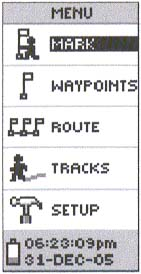 MENU
MARK
WAYPOINTS
ROUTE
TRACKS
SETUP
06:23:09pm
31-DEC-05